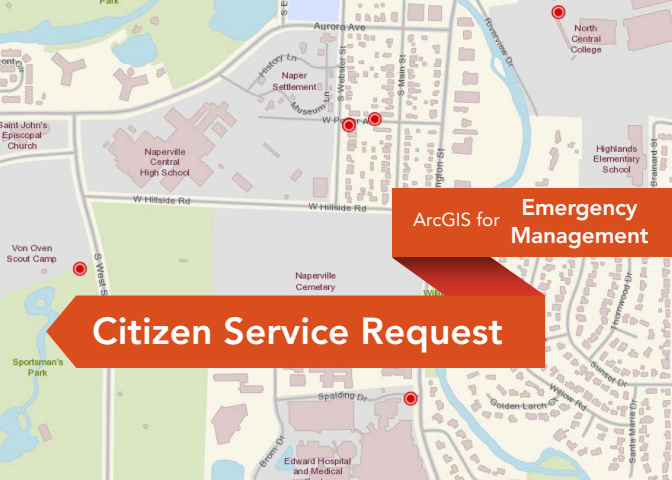 Park
S E
Aurora Ave
Riverview Dr
North
Central
College
History Ln
Naper
Settlement
Museum Ln
S Webster St
S Main St
Saint John's
Episcopal
Church
Naperville
Central
High School
Highlands
Elementary
School
Brainard St
W Hillside Rd
W Hillside Rd
ArcGIS for
Emergency
Management
Von Oven
Scout Camp
S West S
Naperville
Cemetery
Citizen Service Request
Thornwood Dr
Sportsman's
Park
Sunset Dr
Spalding Dr
Willow Rd
Golden Larch Ct
Santa Maria Dr
Brom Dr
Edward Hospital
and Medical